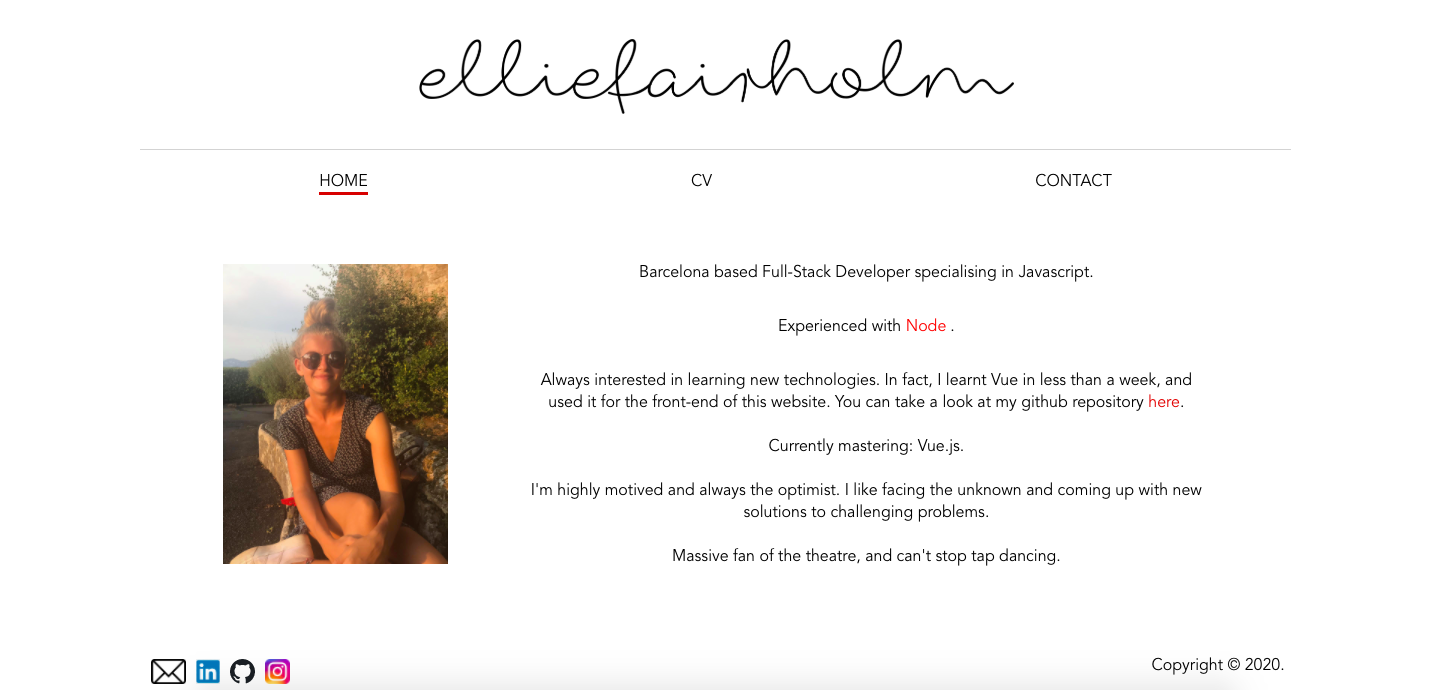 elliefairholm
HOME CV CONTACT
Barcelona based Full-Stack Developer specialising in Javascript.
Experienced with Node .
Always interested in learning new technologies. In fact, I learnt Vue in less than a week, and
used it for the front-end of this website. You can take a look at my github repository here.
Currently mastering: Vue.js.
I'm highly motived and always the optimist. I like facing the unknown and coming up with new
solutions to challenging problems.
Massive fan of the theatre, and can't stop tap dancing.
in
Copyright © 2020.